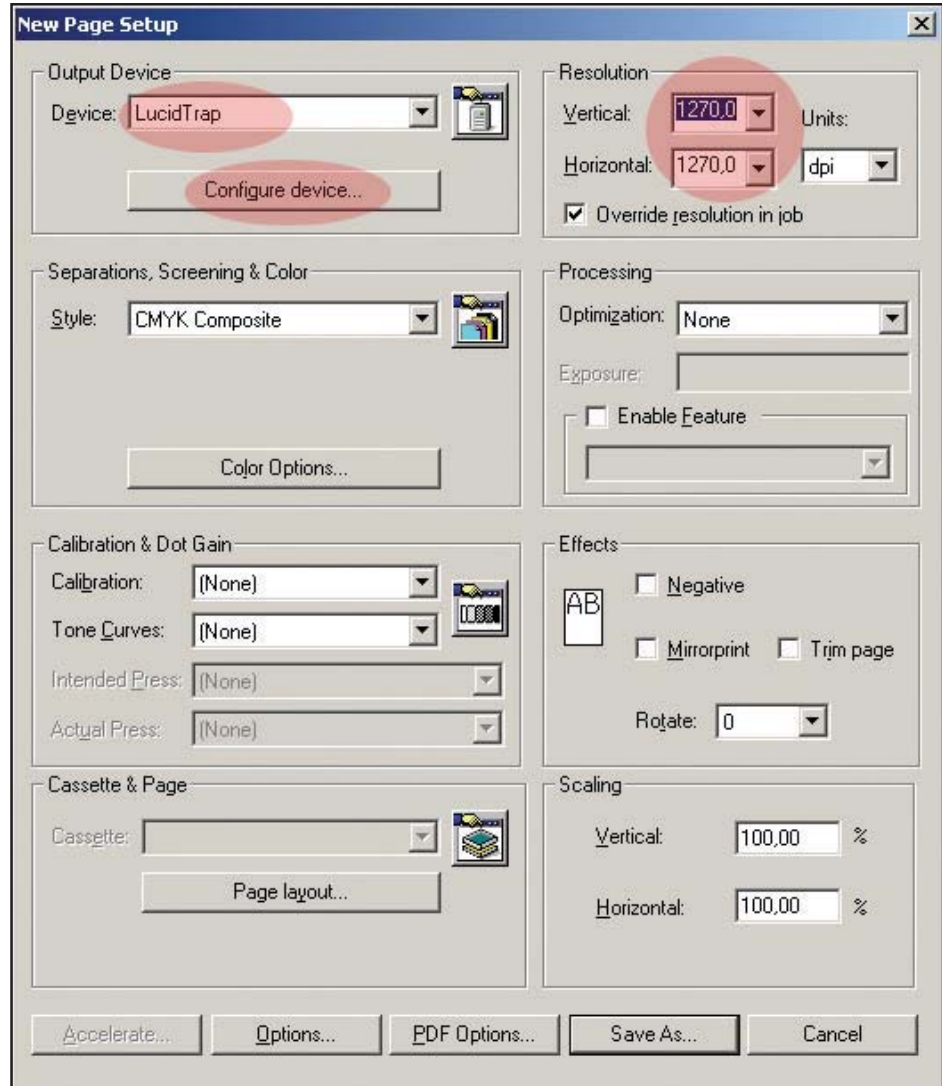 New Page Setup
Output Device
Device: LucidTrap
Configure device...
Resolution
Vertical: 1270,0 Units:
Horizontal: 1270,0 dpi
Override resolution in job
Separations, Screening & Color
Style: CMYK Composite
Color Options...
Processing
Optimization: None
Exposure:
Enable Feature
Calibration & Dot Gain
Calibration: (None)
Tone Curves: (None)
Intended Press: (None)
Actual Press: (None)
Effects
AB
Negative
Mirrorprint Trim page
Rotate: 0
Cassette & Page
Cassette:
Page layout...
Scaling
Vertical: 100,00 %
Horizontal: 100,00 %
Accelerate... Options... PDF Options... Save As... Cancel